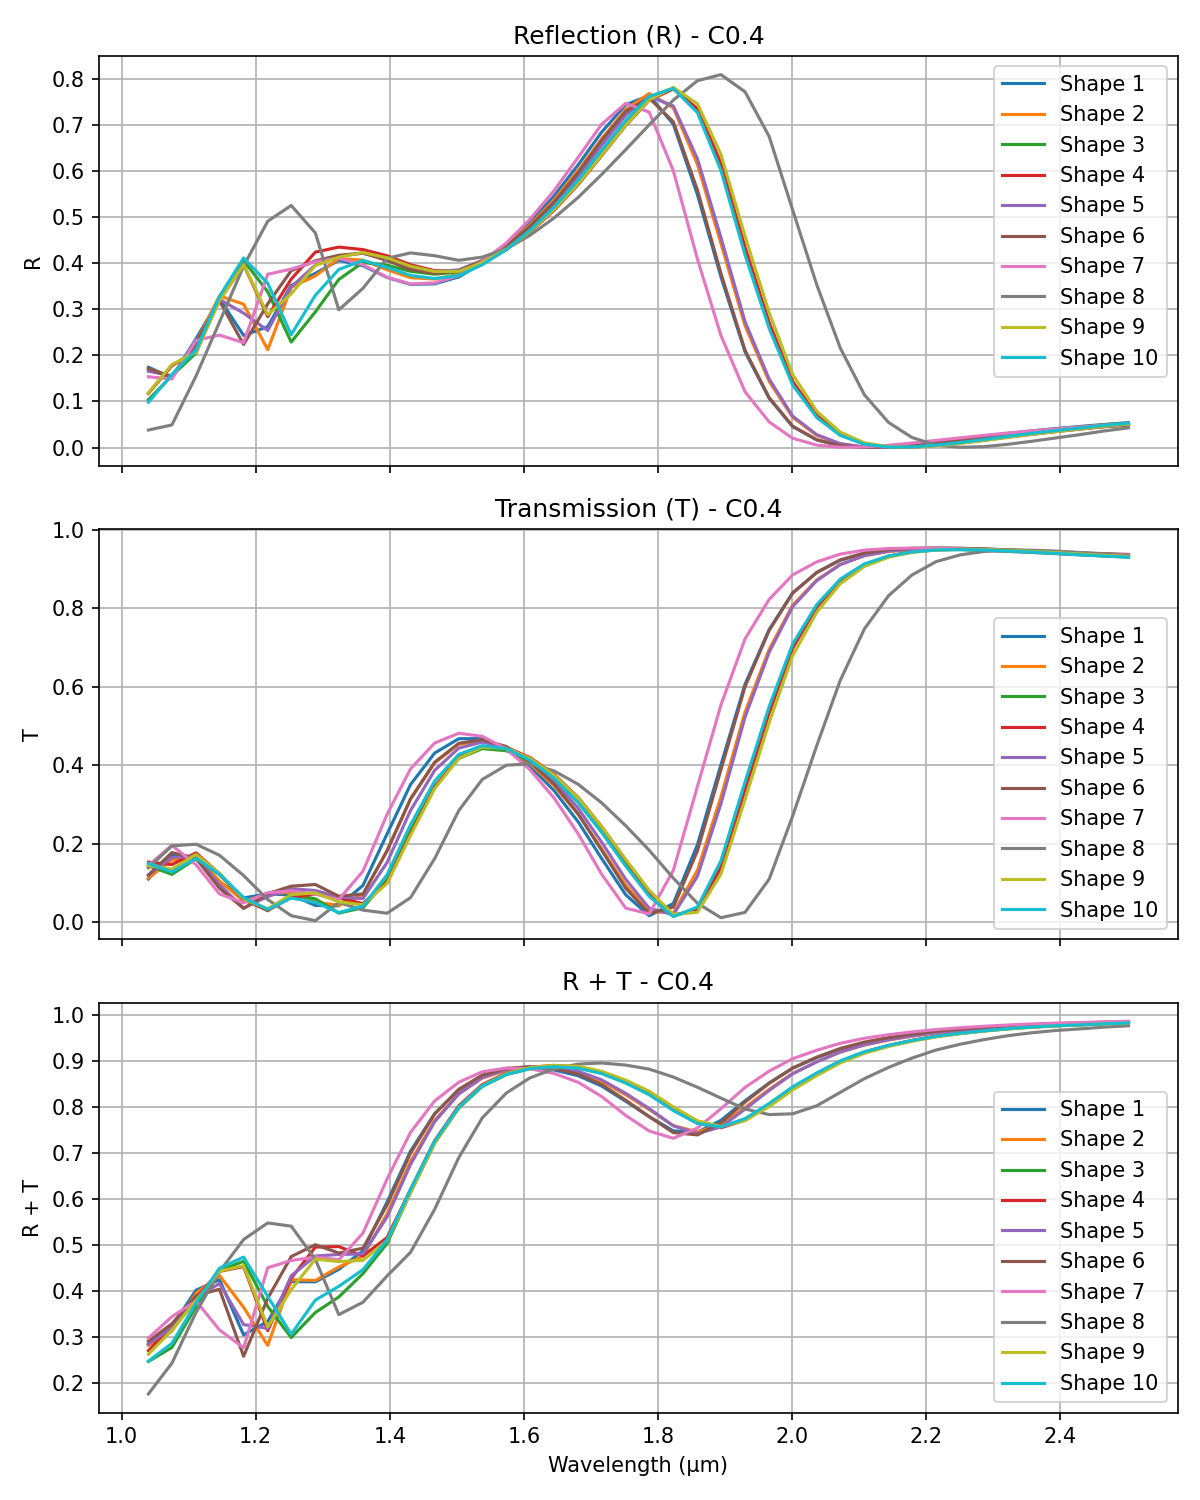 Reflection (R) - C0.4
R
0.8
0.7
0.6
0.5
0.4
0.3
0.2
0.1
0.0
Shape 1
Shape 2
Shape 3
Shape 4
Shape 5
Shape 6
Shape 7
Shape 8
Shape 9
Shape 10
Transmission (T) - C0.4
T
1.0
0.8
0.6
0.4
0.2
0.0
Shape 1
Shape 2
Shape 3
Shape 4
Shape 5
Shape 6
Shape 7
Shape 8
Shape 9
Shape 10
R + T - C0.4
R + T
1.0
0.9
0.8
0.7
0.6
0.5
0.4
0.3
0.2
Shape 1
Shape 2
Shape 3
Shape 4
Shape 5
Shape 6
Shape 7
Shape 8
Shape 9
Shape 10
1.0 1.2 1.4 1.6 1.8 2.0 2.2 2.4
Wavelength (μm)